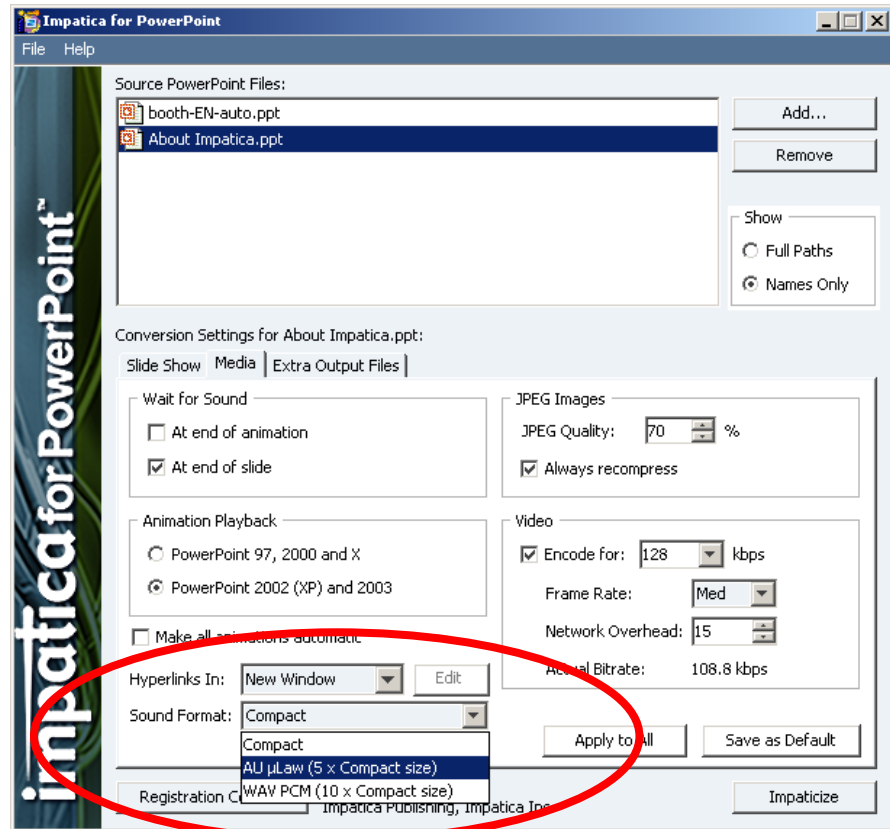 Impatica for PowerPoint
File Help
impatica for PowerPoint™
Source PowerPoint Files:
booth-EN-auto.ppt
About Impatica.ppt
Add...
Remove
Show
Full Paths
Names Only
Conversion Settings for About Impatica.ppt:
Slide Show Media Extra Output Files
Wait for Sound
At end of animation
At end of slide
Animation Playback
PowerPoint 97, 2000 and X
PowerPoint 2002 (XP) and 2003
Make all animations automatic
Hyperlinks In: New Window Edit
Sound Format: Compact
Compact
AU µLaw (5 x Compact size)
WAV PCM (10 x Compact size)
JPEG Images
JPEG Quality: 70 %
Always recompress
Video
Encode for: 128 kbps
Frame Rate: Med
Network Overhead: 15
Actual Bitrate: 108.8 kbps
Apply to All Save as Default
Registration
Impatica Publishing, Impatica
Impaticize